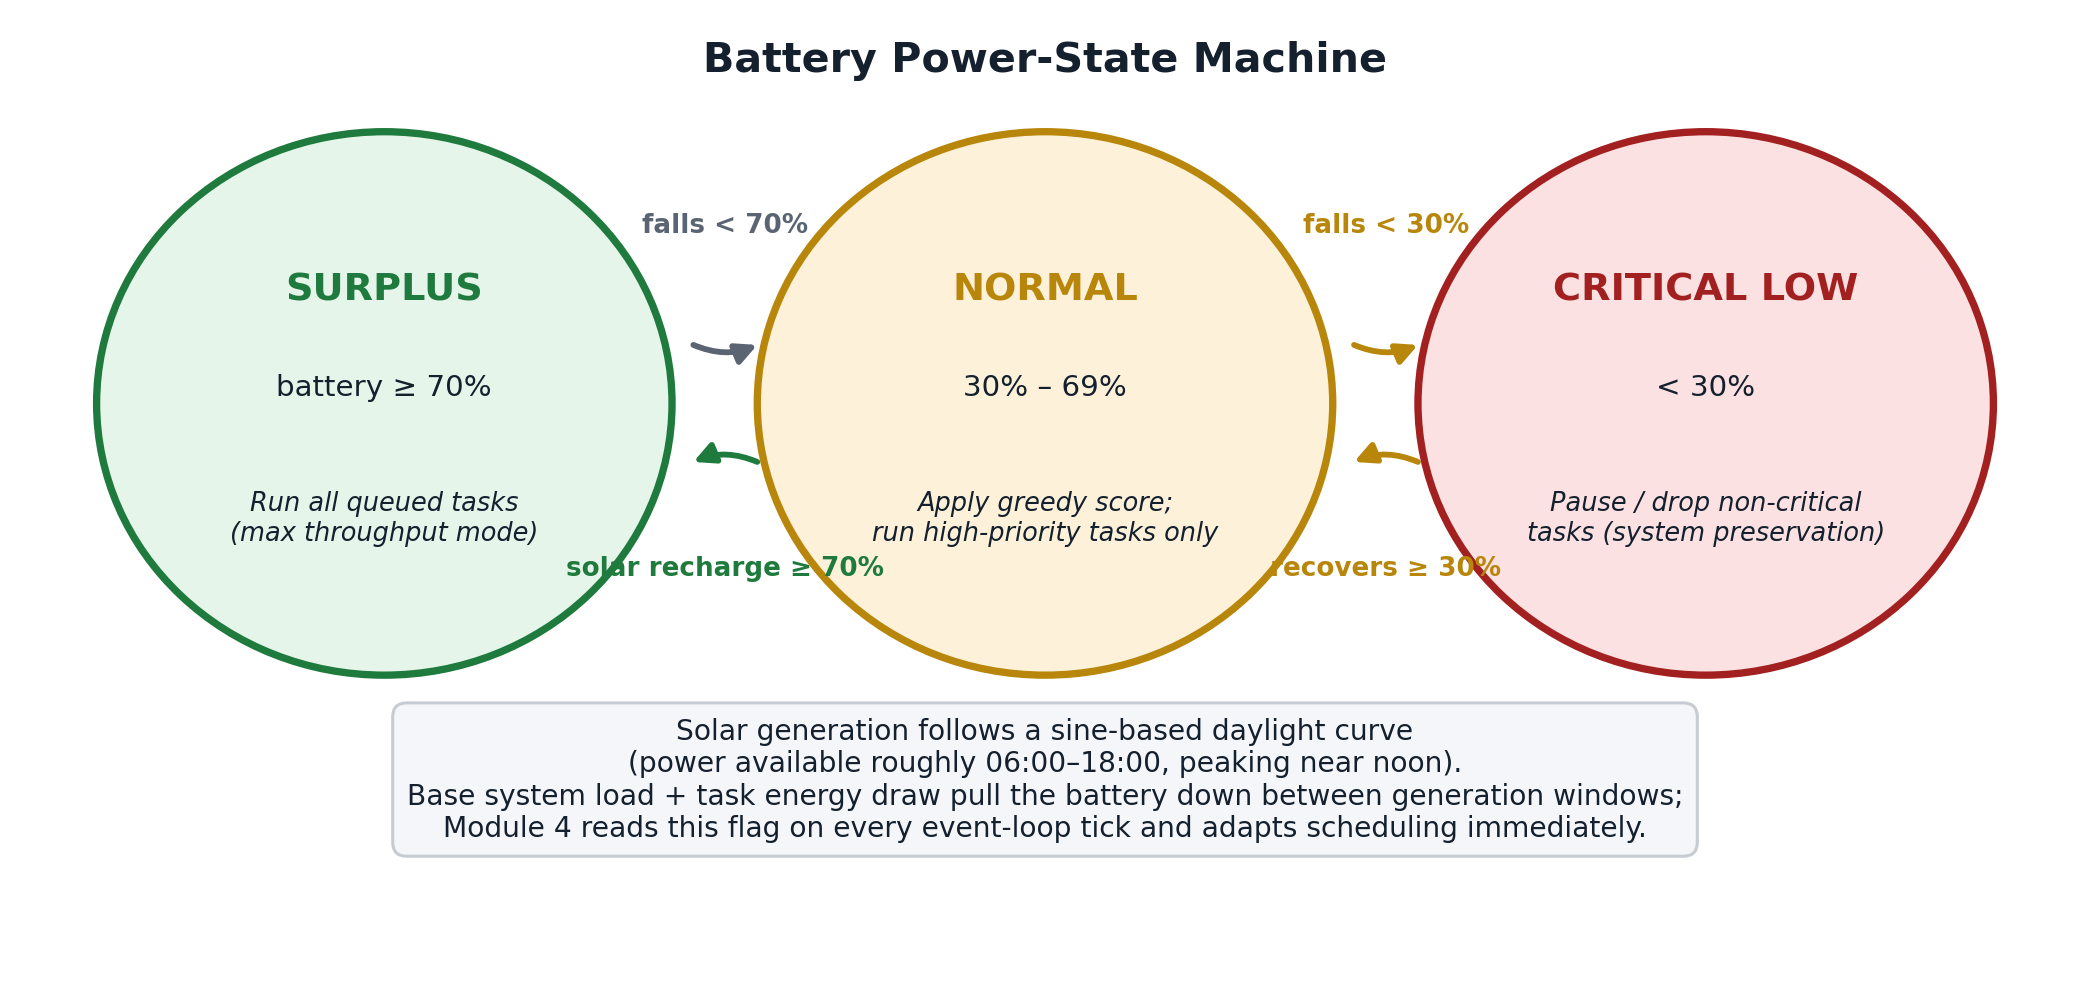 Battery Power-State Machine
falls < 70%
falls < 30%
SURPLUS
NORMAL
CRITICAL LOW
battery ≥ 70%
30% – 69%
< 30%
Run all queued tasks
(max throughput mode)
Apply greedy score;
run high-priority tasks only
Pause / drop non-critical
tasks (system preservation)
solar recharge ≥ 70%
recovers ≥ 30%
Solar generation follows a sine-based daylight curve
(power available roughly 06:00–18:00, peaking near noon).
Base system load + task energy draw pull the battery down between generation windows;
Module 4 reads this flag on every event-loop tick and adapts scheduling immediately.